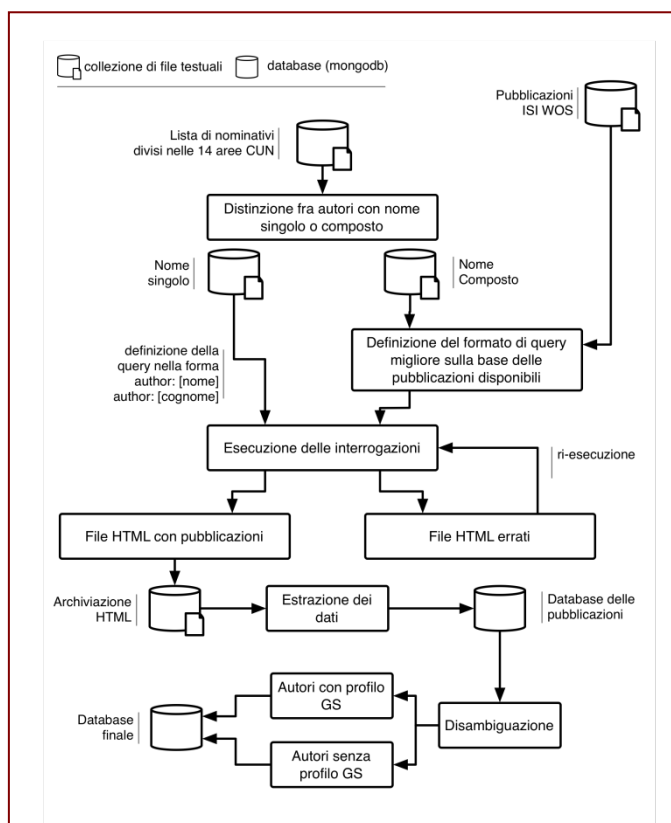 collezione di file testuali
database (mongodb)
Pubblicazioni
ISI WOS
Lista di nominativi
divisi nelle 14 aree CUN
Distinzione fra autori con nome
singolo o composto
Nome
singolo
Nome
Composto
definizione della
query nella forma
author: [nome]
author: [cognome]
Definizione del formato di query
migliore sulla base delle
pubblicazioni disponibili
Esecuzione delle interrogazioni
ri-esecuzione
File HTML con pubblicazioni
File HTML errati
Archiviazione
HTML
Estrazione dei
dati
Database delle
pubblicazioni
Autori con profilo
GS
Database
finale
Disambiguazione
Autori senza
profilo GS